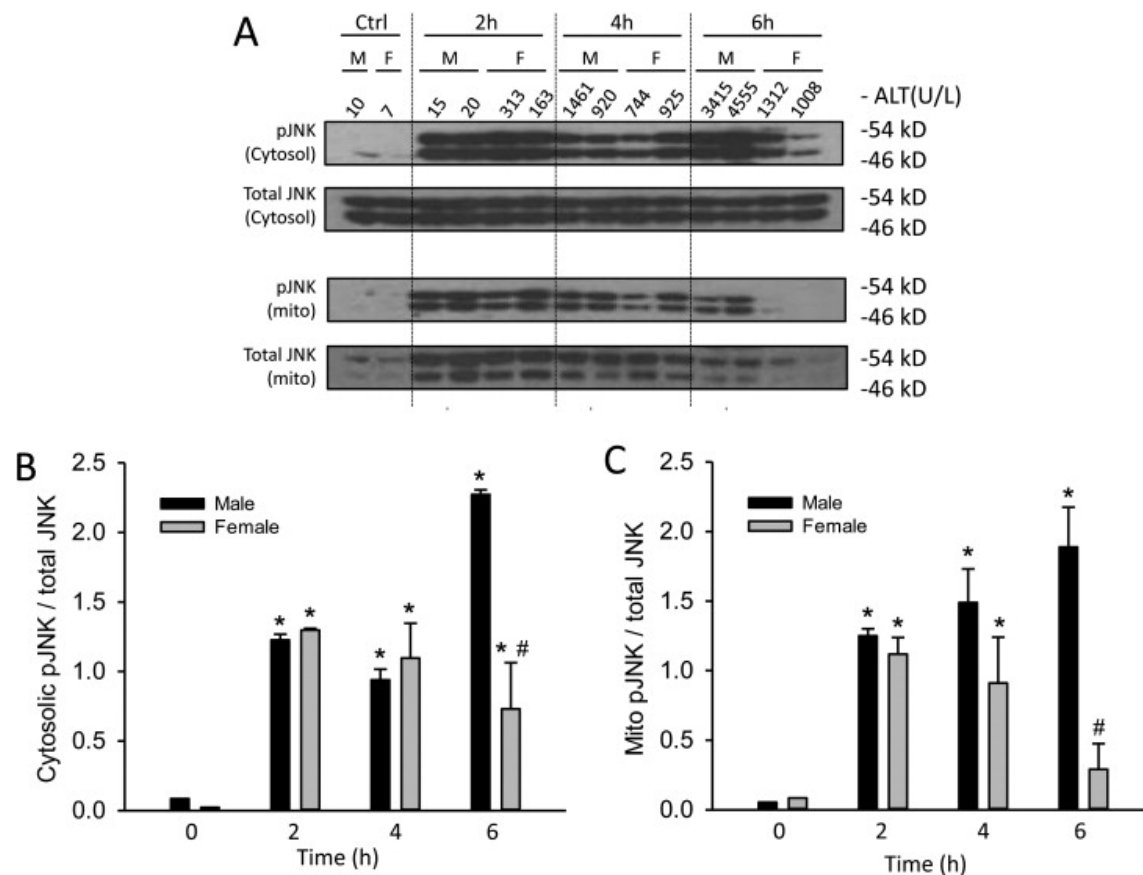 A
Ctrl 2h 4h 6h
M F M F M F M F
10 7 15 20 313 163 1461 920 744 925 3415 4555 1312 1008 - ALT(U/L)
pJNK
(Cytosol)
-54 kD
-46 kD
Total JNK
(Cytosol)
-54 kD
-46 kD
pJNK
(mito)
-54 kD
-46 kD
Total JNK
(mito)
-54 kD
-46 kD
B
Cytosolic pJNK / total JNK
2.5
2.0
1.5
1.0
0.5
0.0
Male
Female
* * * * * * #
0 2 4 6
Time (h)
C
Mito pJNK / total JNK
2.5
2.0
1.5
1.0
0.5
0.0
Male
Female
* * * * * #
0 2 4 6
Time (h)